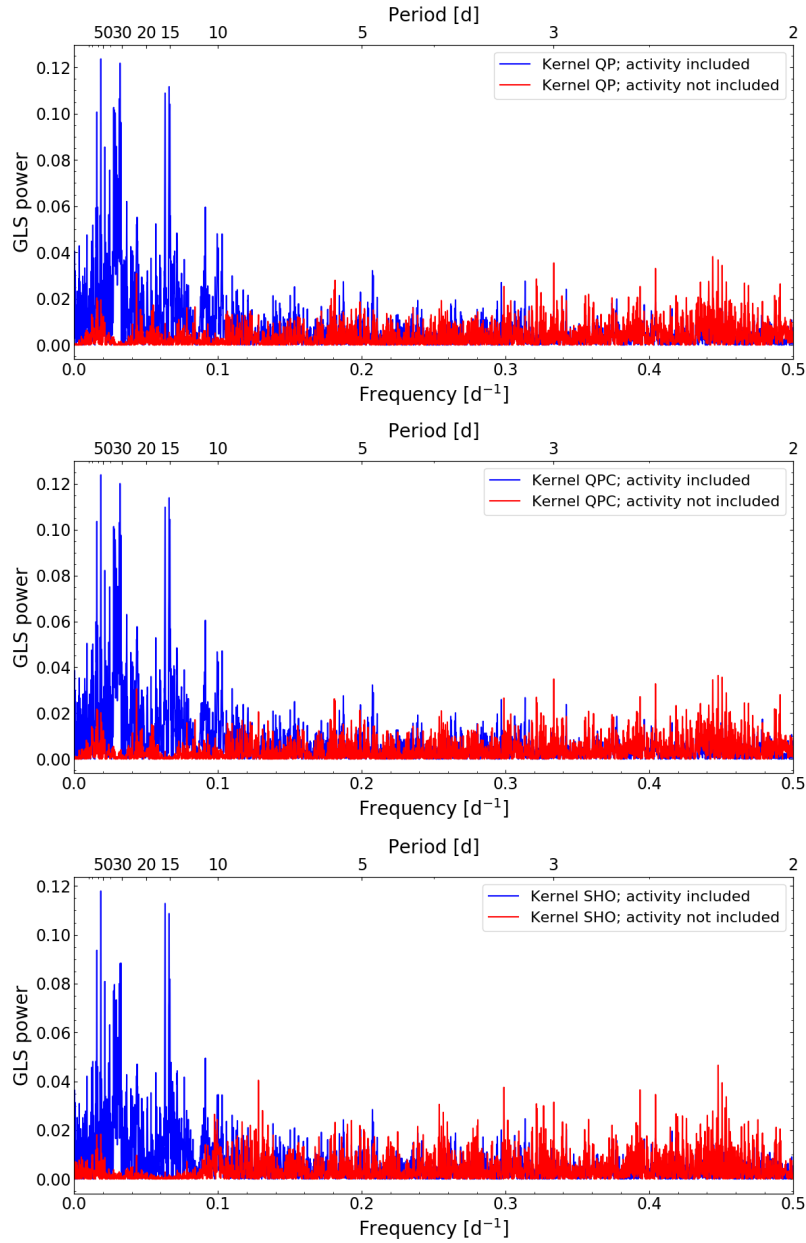 Period [d]
50 30 20 15 10 5 3 2
0.12
0.10
0.08
0.06
0.04
0.02
0.00
GLS power
Kernel QP; activity included
Kernel QP; activity not included
0.0 0.1 0.2 0.3 0.4 0.5
Frequency [d⁻¹]
Period [d]
50 30 20 15 10 5 3 2
0.12
0.10
0.08
0.06
0.04
0.02
0.00
GLS power
Kernel QPC; activity included
Kernel QPC; activity not included
0.0 0.1 0.2 0.3 0.4 0.5
Frequency [d⁻¹]
Period [d]
50 30 20 15 10 5 3 2
0.12
0.10
0.08
0.06
0.04
0.02
0.00
GLS power
Kernel SHO; activity included
Kernel SHO; activity not included
0.0 0.1 0.2 0.3 0.4 0.5
Frequency [d⁻¹]